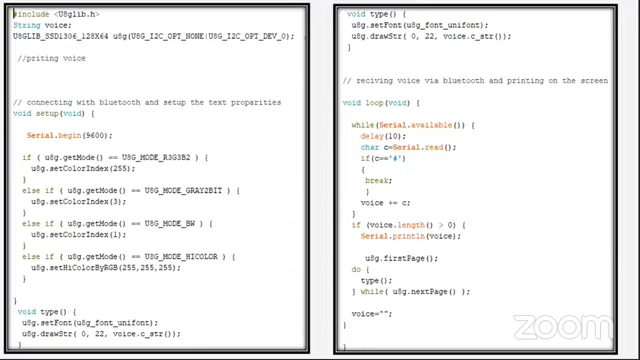 #include <U8glib.h>
String voice;
U8GLIB_SSD1306_128X64 u8g(U8G_I2C_OPT_NONE|U8G_I2C_OPT_DEV_0);
//priting voice
// connecting with bluetooth and setup the text proparities
void setup(void) {
Serial.begin(9600);
if ( u8g.getMode() == U8G_MODE_R3G3B2 ) {
u8g.setColorIndex(255);
}
else if ( u8g.getMode() == U8G_MODE_GRAY2BIT ) {
u8g.setColorIndex(3);
}
else if ( u8g.getMode() == U8G_MODE_BW ) {
u8g.setColorIndex(1);
}
else if ( u8g.getMode() == U8G_MODE_HICOLOR ) {
u8g.setHiColorByRGB(255,255,255);
}
}
void type() {
u8g.setFont(u8g_font_unifont);
u8g.drawStr( 0, 22, voice.c_str());
}
void type() {
u8g.setFont(u8g_font_unifont);
u8g.drawStr( 0, 22, voice.c_str());
}
// reciving voice via bluetooth and printing on the screen
void loop(void) {
while(Serial.available()) {
delay(10);
char c=Serial.read();
if(c=='#')
{
break;
}
voice += c;
}
if (voice.length() > 0) {
Serial.println(voice);
u8g.firstPage();
do {
type();
} while( u8g.nextPage() );
voice="";
}
}
zoom